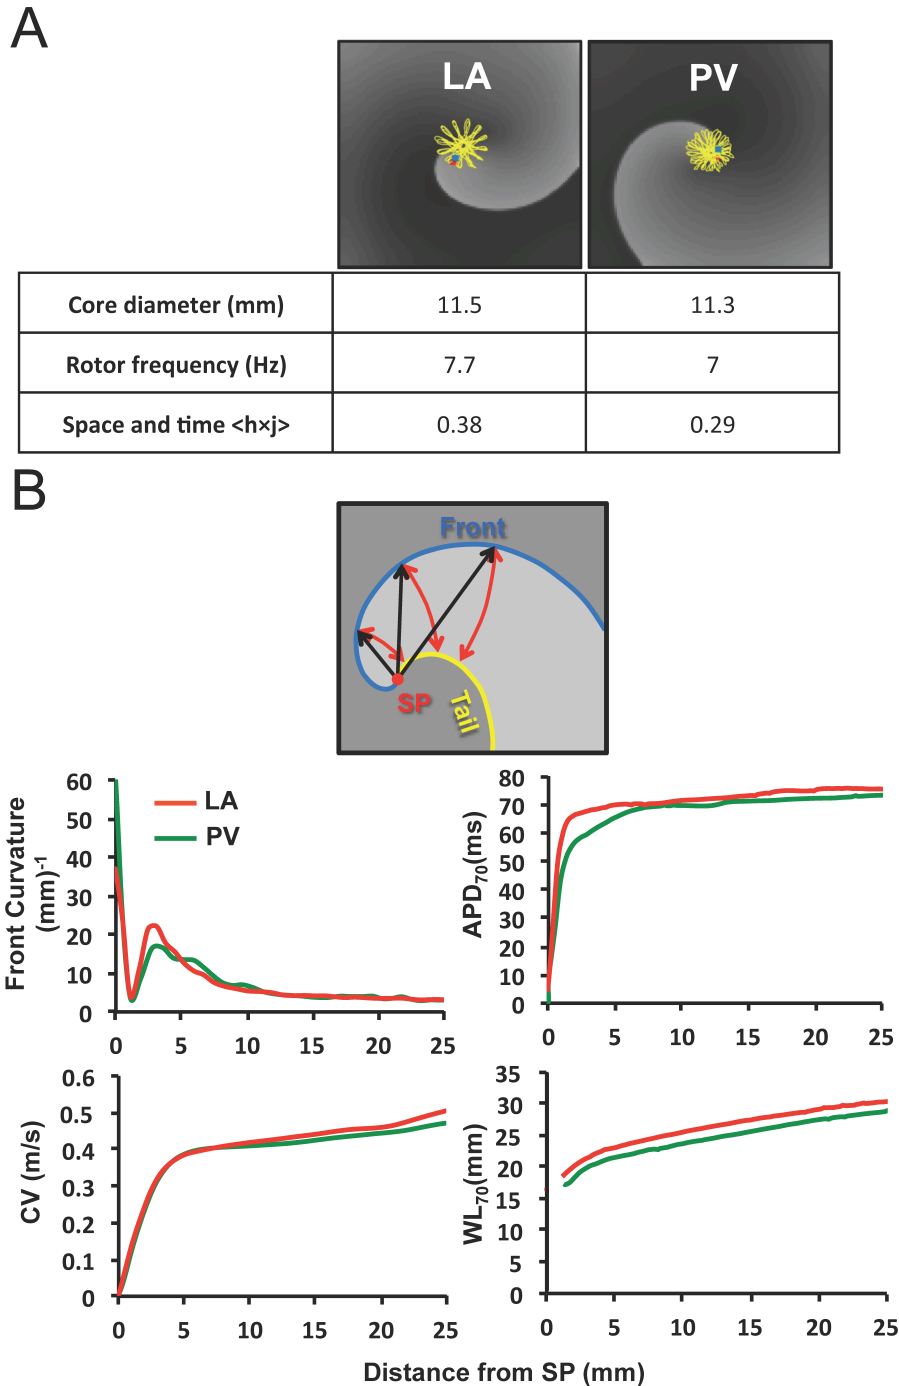 A
LA
PV
Core diameter (mm) 11.5 11.3
Rotor frequency (Hz) 7.7 7
Space and time <h×j> 0.38 0.29
B
Front
SP
Tail
Front Curvature
(mm)-1
60
50
40
30
20
10
0
0 5 10 15 20 25
LA
PV
APD70(ms)
80
70
60
50
40
30
20
10
0
0 5 10 15 20 25
CV (m/s)
0.6
0.5
0.4
0.3
0.2
0.1
0
0 5 10 15 20 25
WL70(mm)
35
30
25
20
15
10
5
0
0 5 10 15 20 25
Distance from SP (mm)